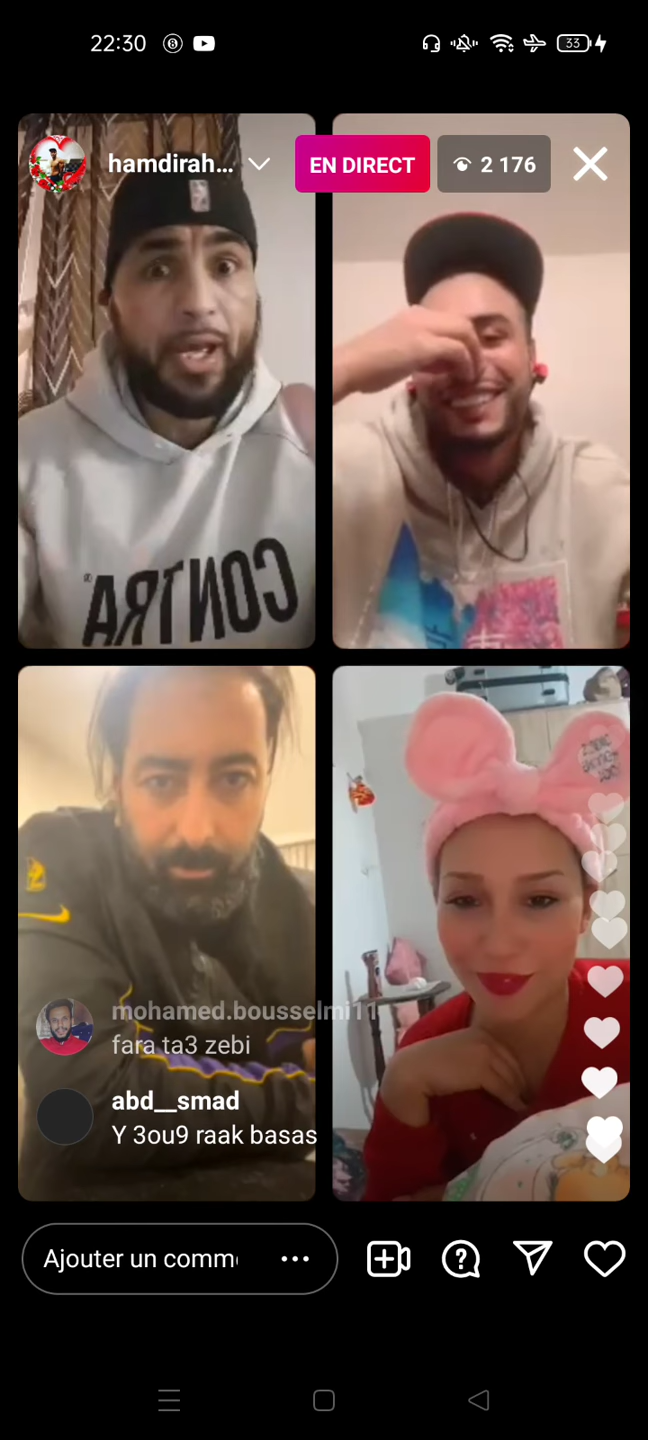 22:30
33
hamdirah...
EN DIRECT
2 176
CONTRA
mohamed.bousselmi11
fara ta3 zebi
abd__smad
Y 3ou9 raak basas
Ajouter un comm